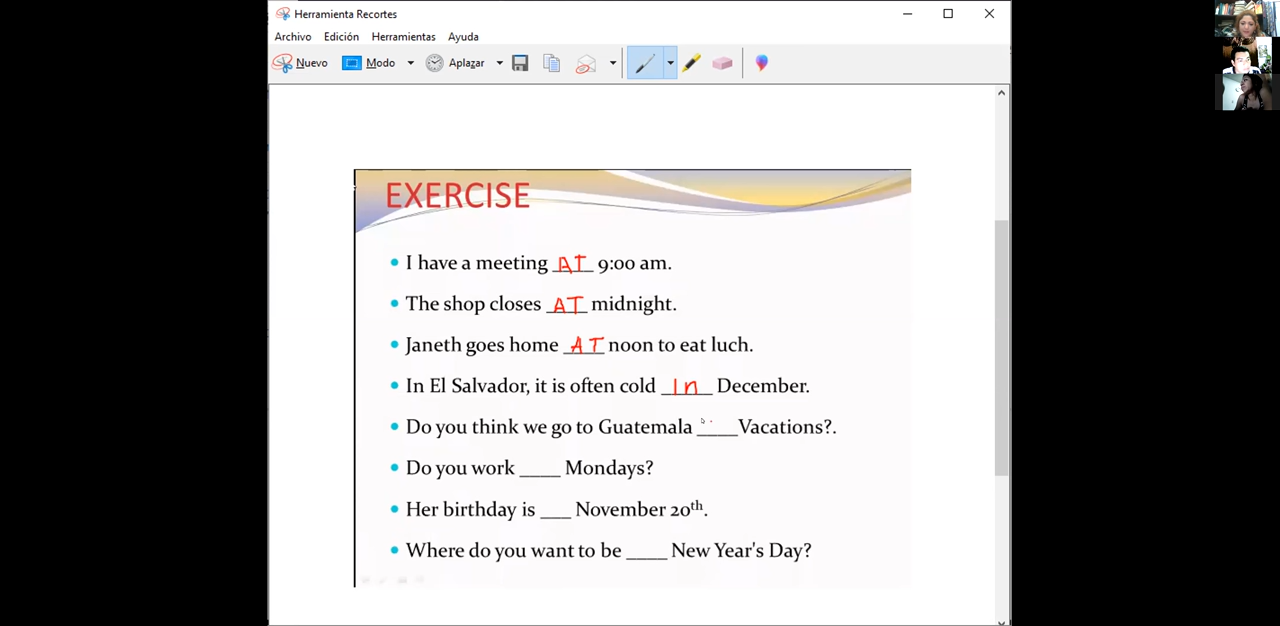 Herramienta Recortes
Archivo Edición Herramientas Ayuda
Nuevo Modo Aplazar
EXERCISE
• I have a meeting AT 9:00 am.
• The shop closes AT midnight.
• Janeth goes home AT noon to eat luch.
• In El Salvador, it is often cold In December.
• Do you think we go to Guatemala ____Vacations?.
• Do you work ____ Mondays?
• Her birthday is ___ November 20th.
• Where do you want to be ____ New Year's Day?